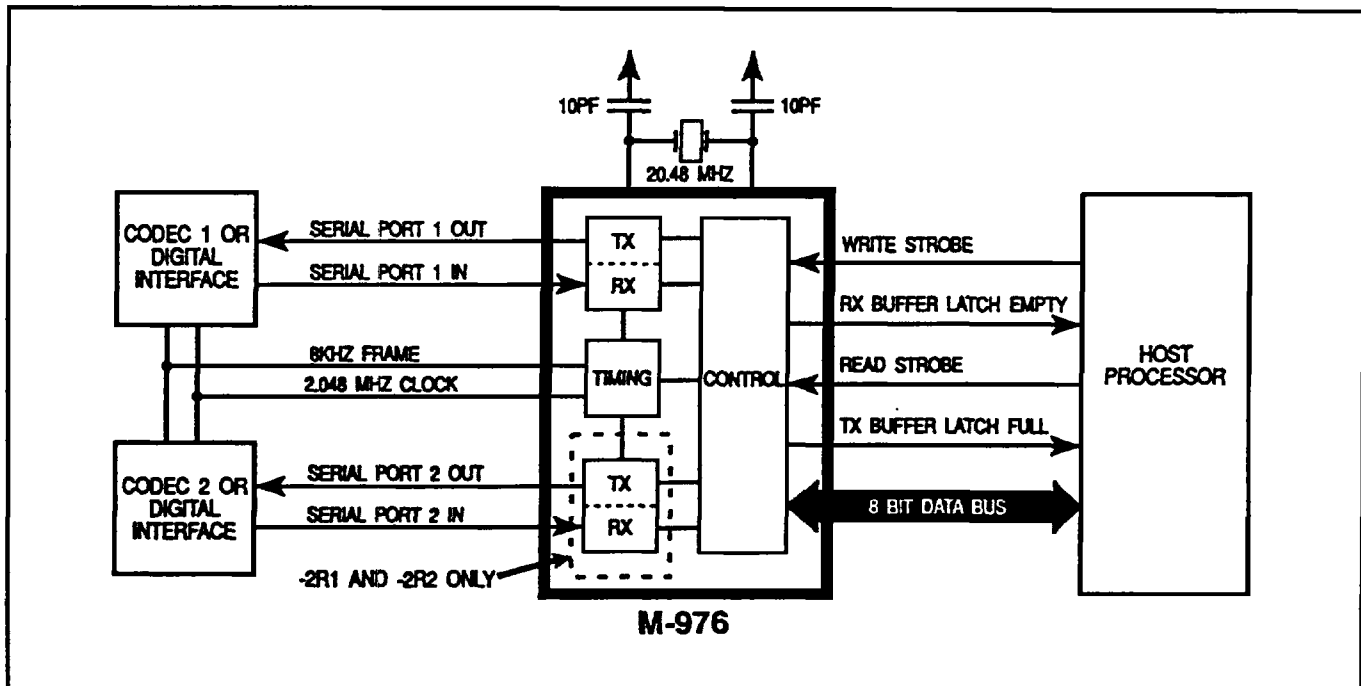 10PF
10PF
20.48 MHZ
CODEC 1 OR
DIGITAL
INTERFACE
SERIAL PORT 1 OUT
SERIAL PORT 1 IN
8KHZ FRAME
2.048 MHZ CLOCK
CODEC 2 OR
DIGITAL
INTERFACE
SERIAL PORT 2 OUT
SERIAL PORT 2 IN
-2R1 AND -2R2 ONLY
TX
RX
TIMING
TX
RX
CONTROL
M-976
WRITE STROBE
RX BUFFER LATCH EMPTY
READ STROBE
TX BUFFER LATCH FULL
8 BIT DATA BUS
HOST
PROCESSOR